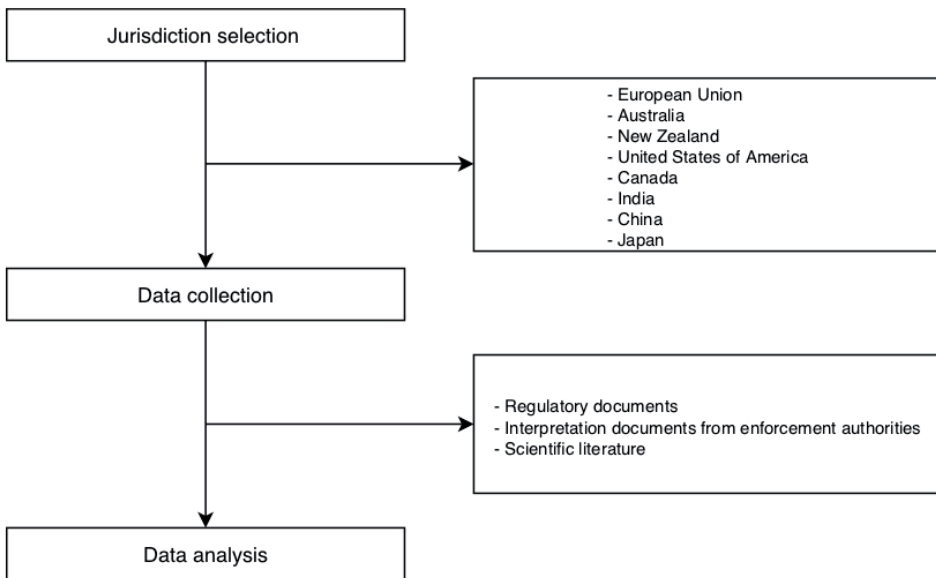 Jurisdiction selection
- European Union
- Australia
- New Zealand
- United States of America
- Canada
- India
- China
- Japan
Data collection
- Regulatory documents
- Interpretation documents from enforcement authorities
- Scientific literature
Data analysis